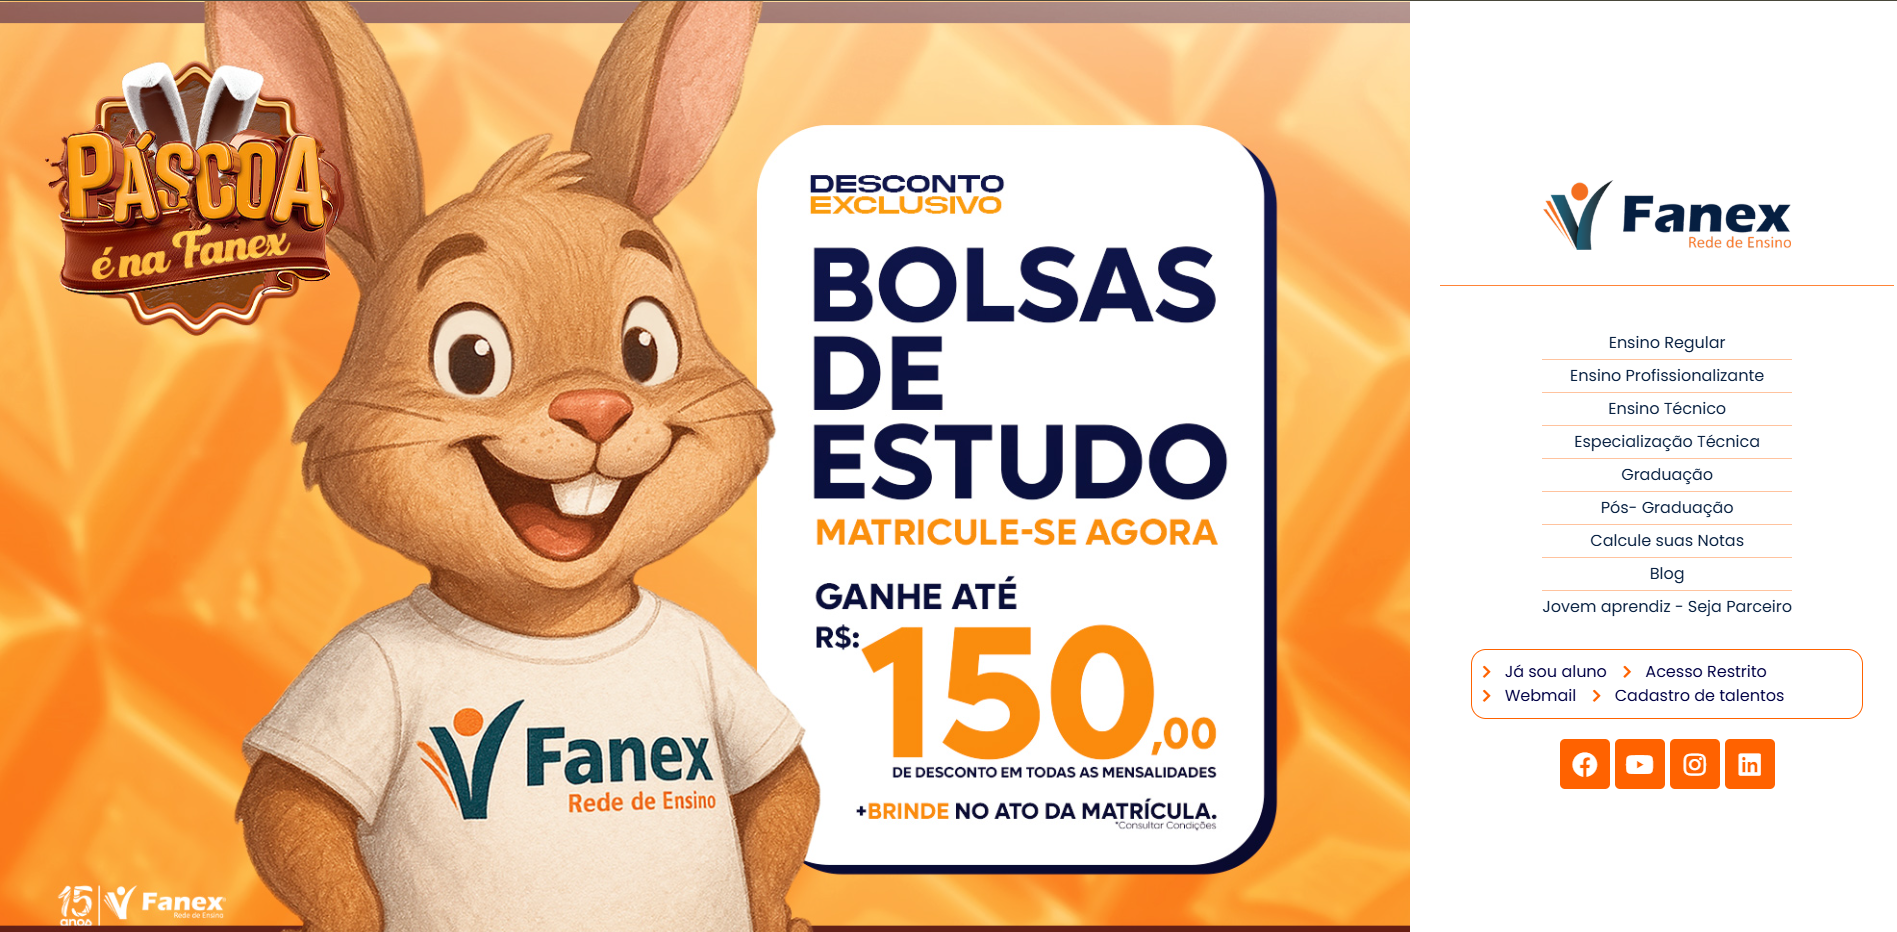 PÁSCOA
é na Fanex
DESCONTO
EXCLUSIVO
BOLSAS
DE
ESTUDO
MATRICULE-SE AGORA
GANHE ATÉ
R$:
150,00
DE DESCONTO EM TODAS AS MENSALIDADES
+BRINDE NO ATO DA MATRÍCULA.
*Consultar Condições
Fanex
Rede de Ensino
15 anos
Fanex
Rede de Ensino
Fanex
Rede de Ensino
Ensino Regular
Ensino Profissionalizante
Ensino Técnico
Especialização Técnica
Graduação
Pós- Graduação
Calcule suas Notas
Blog
Jovem aprendiz - Seja Parceiro
Já sou aluno Acesso Restrito
Webmail Cadastro de talentos